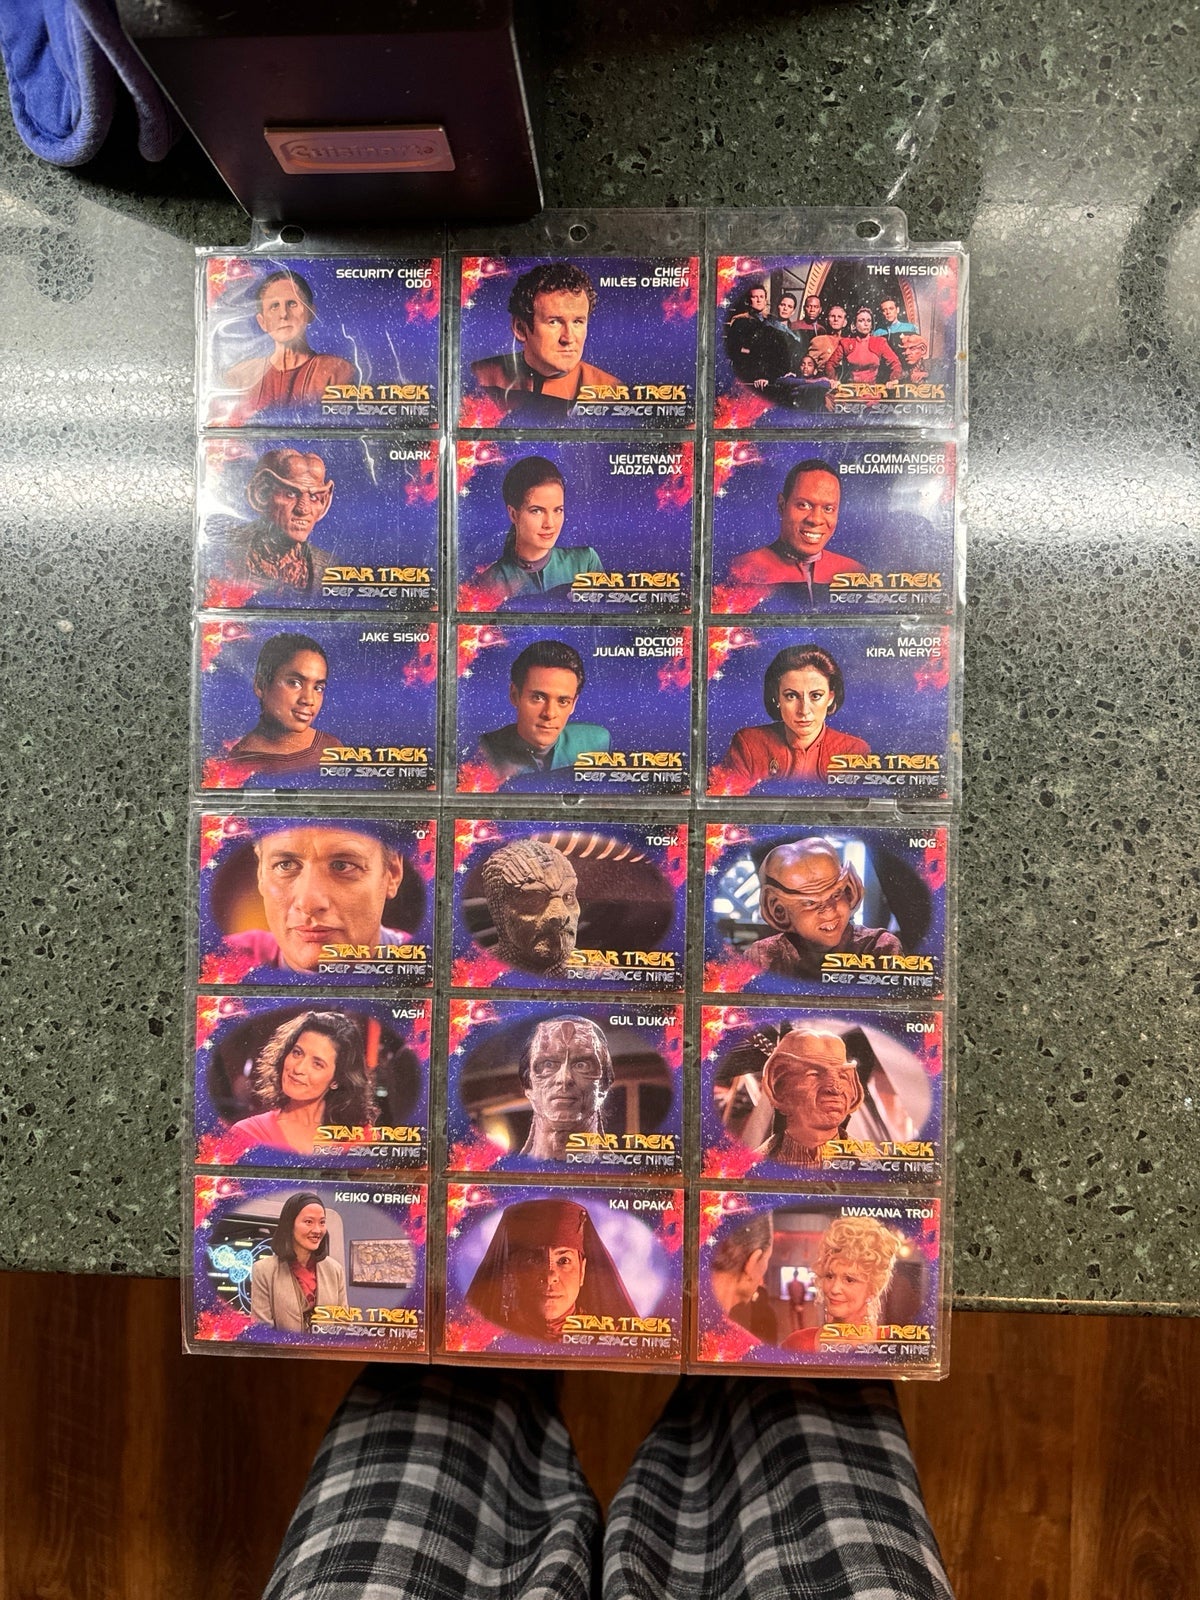 Cuisinart
SECURITY CHIEF
ODO
STAR TREK
DEEP SPACE NINE
CHIEF
MILES O'BRIEN
STAR TREK
DEEP SPACE NINE
THE MISSION
STAR TREK
DEEP SPACE NINE
QUARK
STAR TREK
DEEP SPACE NINE
LIEUTENANT
JADZIA DAX
STAR TREK
DEEP SPACE NINE
COMMANDER
BENJAMIN SISKO
STAR TREK
DEEP SPACE NINE
JAKE SISKO
STAR TREK
DEEP SPACE NINE
DOCTOR
JULIAN BASHIR
STAR TREK
DEEP SPACE NINE
MAJOR
KIRA NERYS
STAR TREK
DEEP SPACE NINE
"Q"
STAR TREK
DEEP SPACE NINE
TOSK
STAR TREK
DEEP SPACE NINE
NOG
STAR TREK
DEEP SPACE NINE
VASH
STAR TREK
DEEP SPACE NINE
GUL DUKAT
STAR TREK
DEEP SPACE NINE
ROM
STAR TREK
DEEP SPACE NINE
KEIKO O'BRIEN
STAR TREK
DEEP SPACE NINE
KAI OPAKA
STAR TREK
DEEP SPACE NINE
LWAXANA TROI
STAR TREK
DEEP SPACE NINE